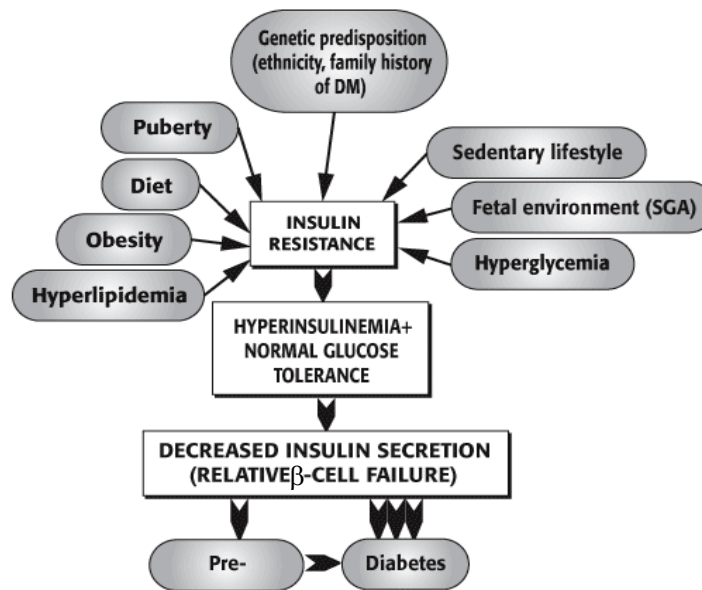 Genetic predisposition
(ethnicity, family history
of DM)
Puberty
Sedentary lifestyle
Diet
Fetal environment (SGA)
INSULIN
RESISTANCE
Obesity
Hyperglycemia
Hyperlipidemia
HYPERINSULINEMIA+
NORMAL GLUCOSE
TOLERANCE
DECREASED INSULIN SECRETION
(RELATIVEβ-CELL FAILURE)
Pre-
Diabetes